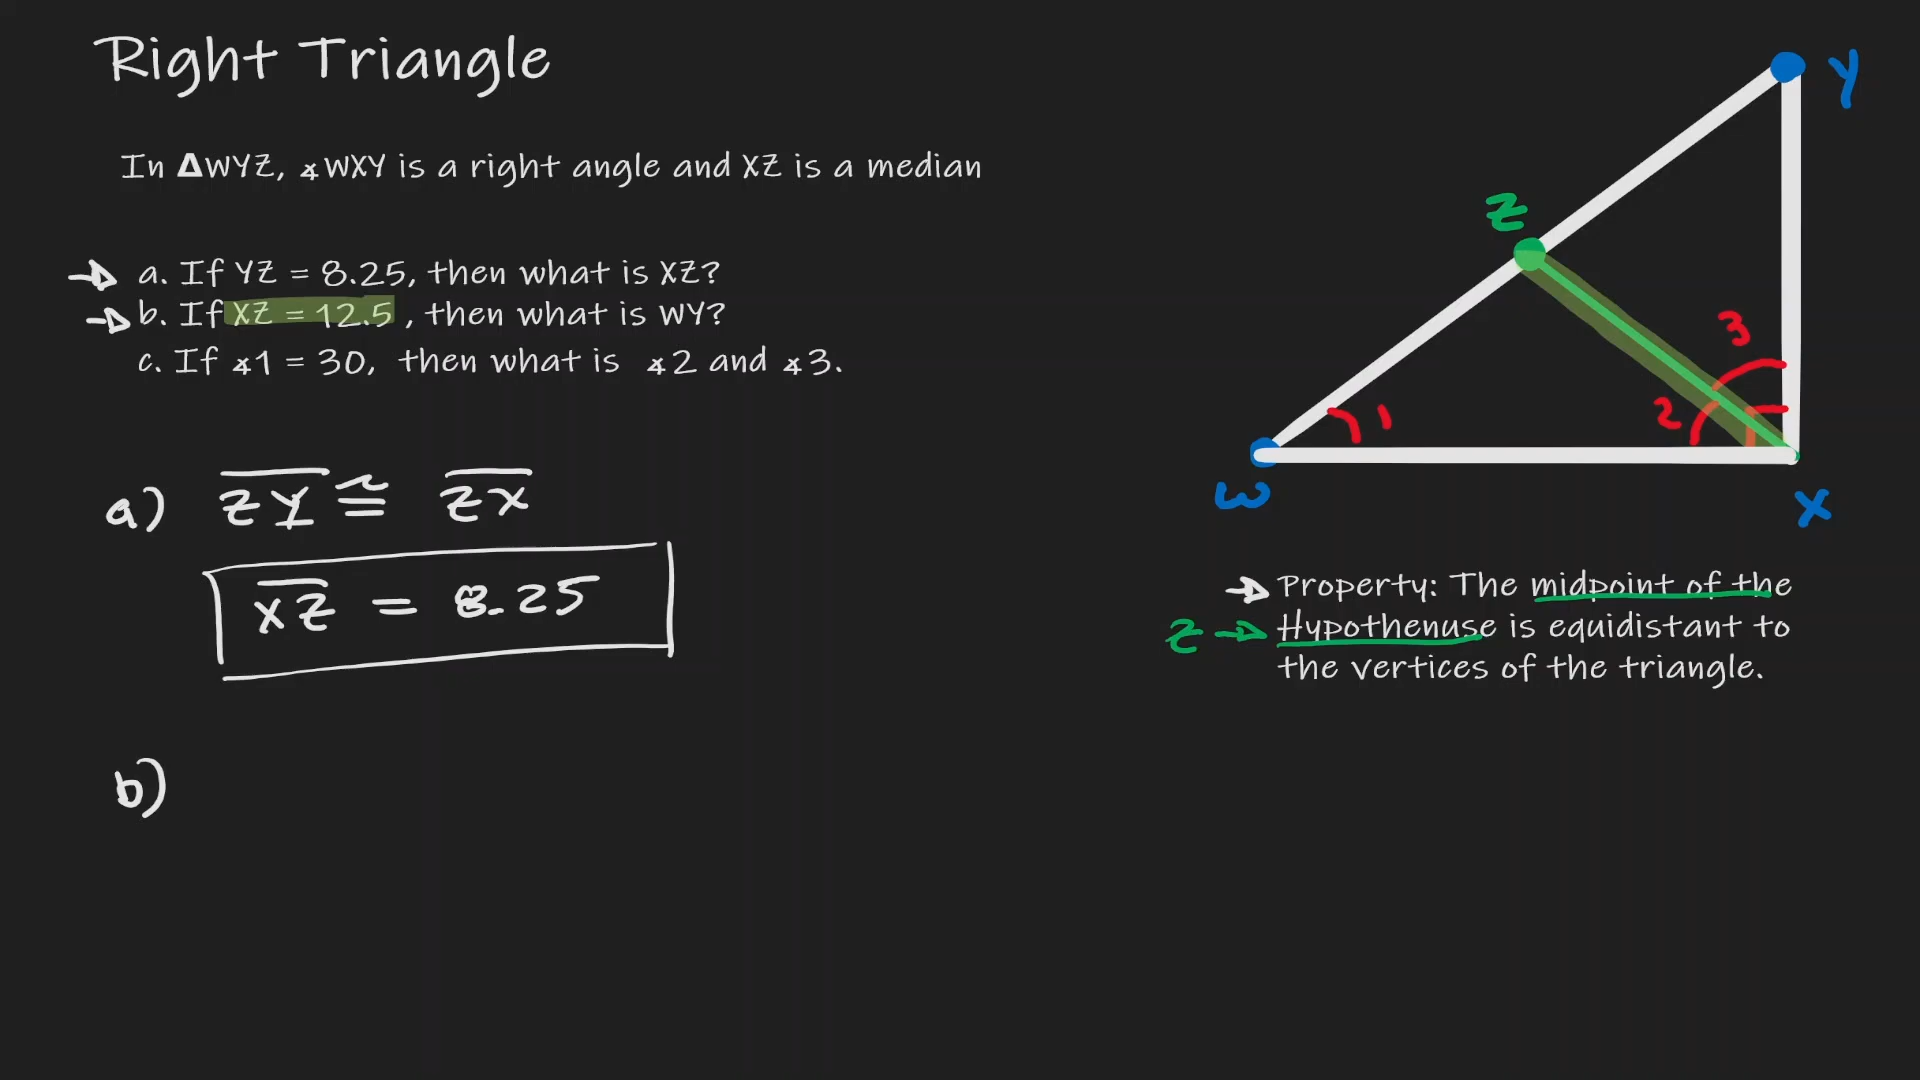 Right Triangle
In ΔWYZ, ∡WXY is a right angle and XZ is a median
a. If YZ = 8.25, then what is XZ?
b. If XZ = 12.5 , then what is WY?
c. If ∡1 = 30, then what is ∡2 and ∡3.
a) ZY ≅ ZX
XZ = 8.25
b)
Y
Z
3
1
2
W
X
Property: The midpoint of the
Z → Hypothenuse is equidistant to
the vertices of the triangle.